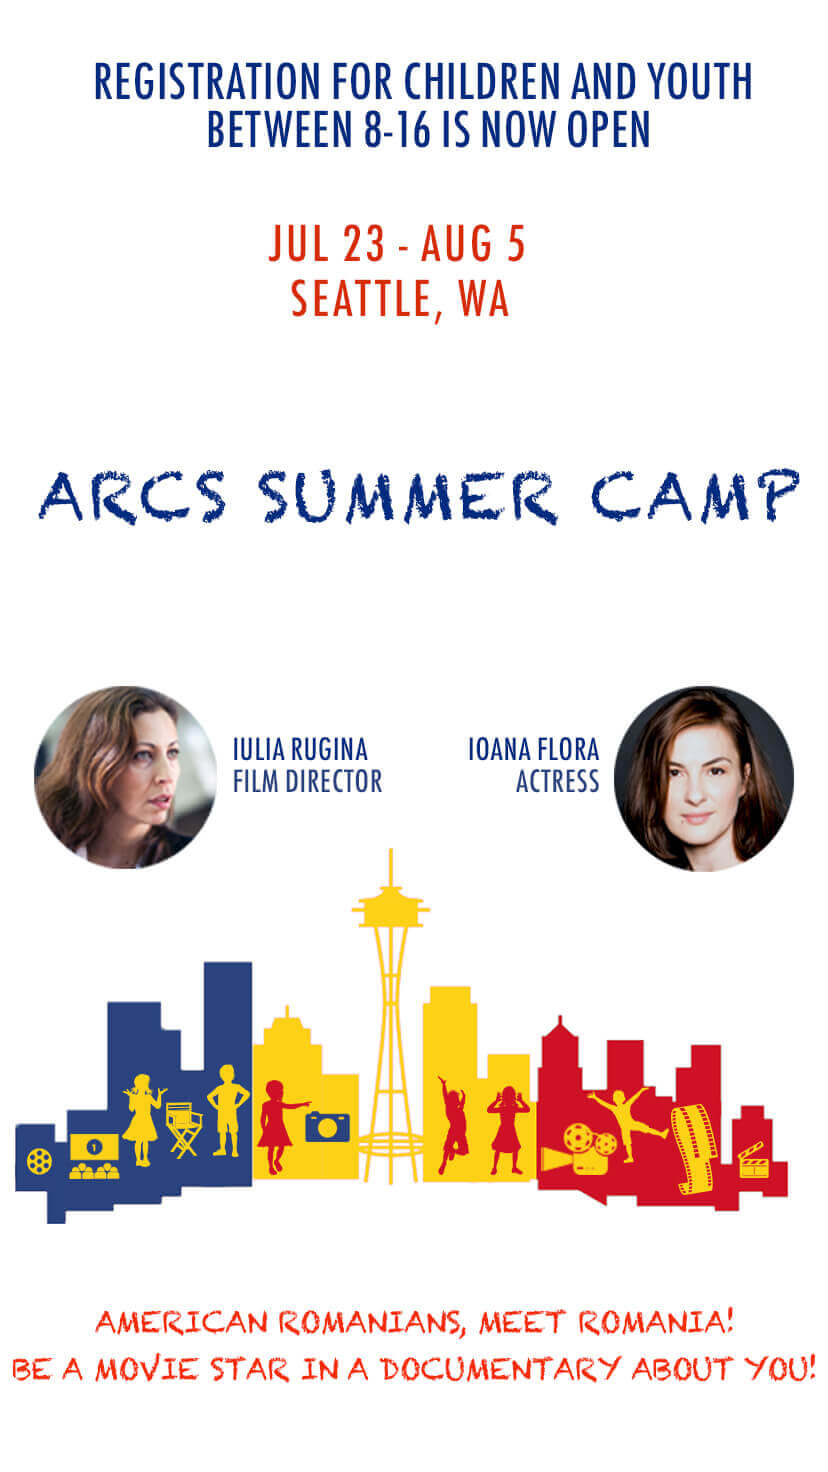 REGISTRATION FOR CHILDREN AND YOUTH
BETWEEN 8-16 IS NOW OPEN
JUL 23 - AUG 5
SEATTLE, WA
ARCS SUMMER CAMP
IULIA RUGINA
FILM DIRECTOR
IOANA FLORA
ACTRESS
1
AMERICAN ROMANIANS, MEET ROMANIA!
BE A MOVIE STAR IN A DOCUMENTARY ABOUT YOU!